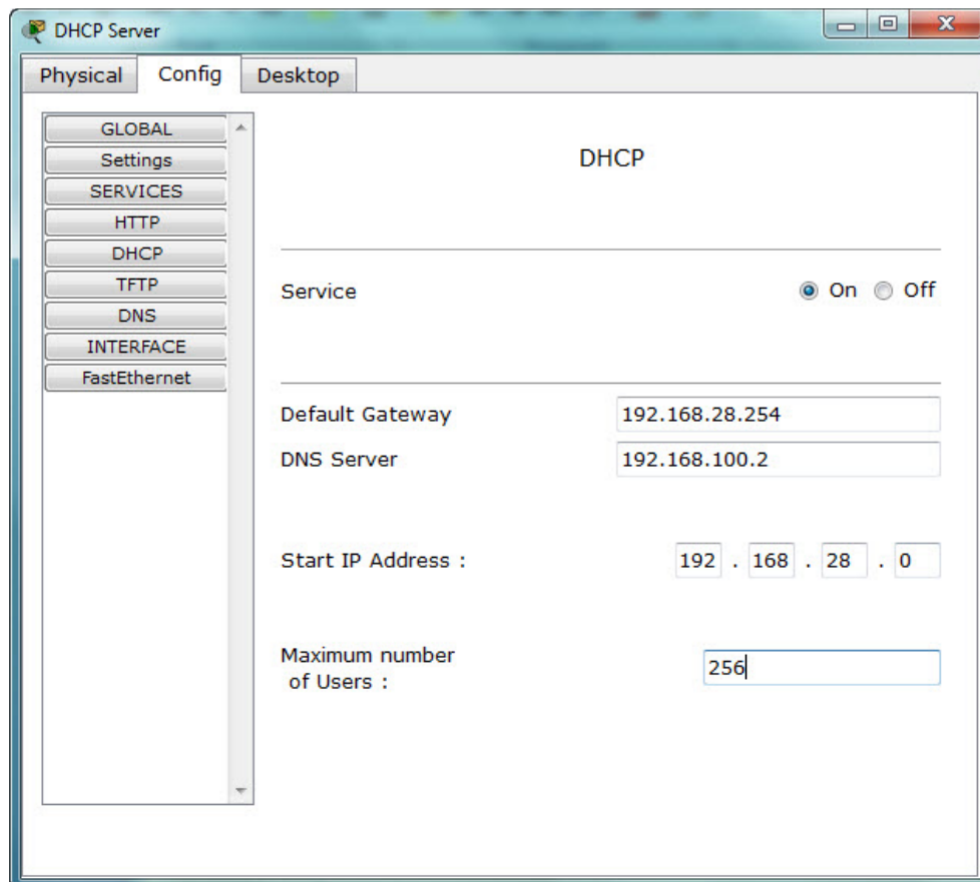 DHCP Server
Physical Config Desktop
GLOBAL
Settings
SERVICES
HTTP
DHCP
TFTP
DNS
INTERFACE
FastEthernet
DHCP
Service On Off
Default Gateway 192.168.28.254
DNS Server 192.168.100.2
Start IP Address : 192 . 168 . 28 . 0
Maximum number
of Users : 256